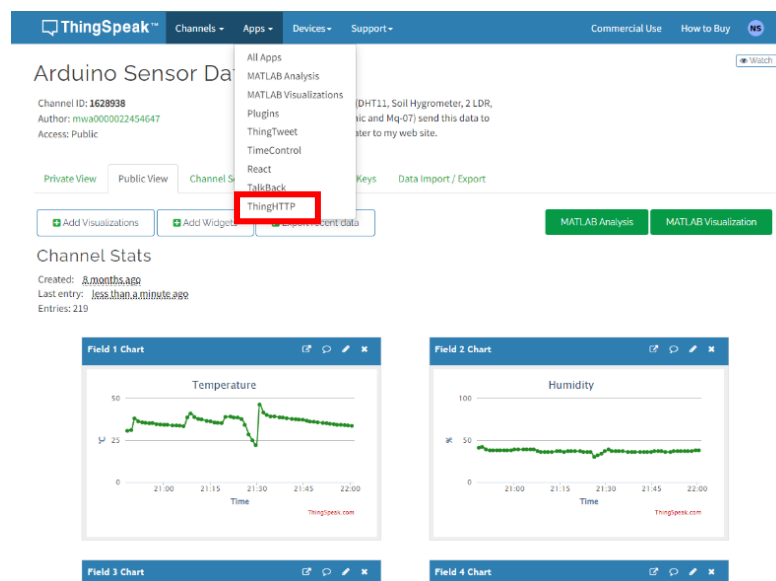 ThingSpeak™ Channels Apps Devices Support Commercial Use How to Buy NS
All Apps
MATLAB Analysis
MATLAB Visualizations
Plugins
ThingTweet
TimeControl
React
TalkBack
ThingHTTP
Watch
Arduino Sensor Da
Channel ID: 1628938
Author: mwa0000022454647
Access: Public
(DHT11, Soil Hygrometer, 2 LDR,
ic and Mq-07) send this data to
ater to my web site.
Private View Public View Channel S Keys Data Import / Export
Add Visualizations Add Widgets Export recent data MATLAB Analysis MATLAB Visualization
Channel Stats
Created: 8 months ago
Last entry: less than a minute ago
Entries: 219
Field 1 Chart
Temperature
50
25
0
°C
21:00 21:15 21:30 21:45 22:00
Time
ThingSpeak.com
Field 2 Chart
Humidity
100
50
0
%
21:00 21:15 21:30 21:45 22:00
Time
ThingSpeak.com
Field 3 Chart
Field 4 Chart